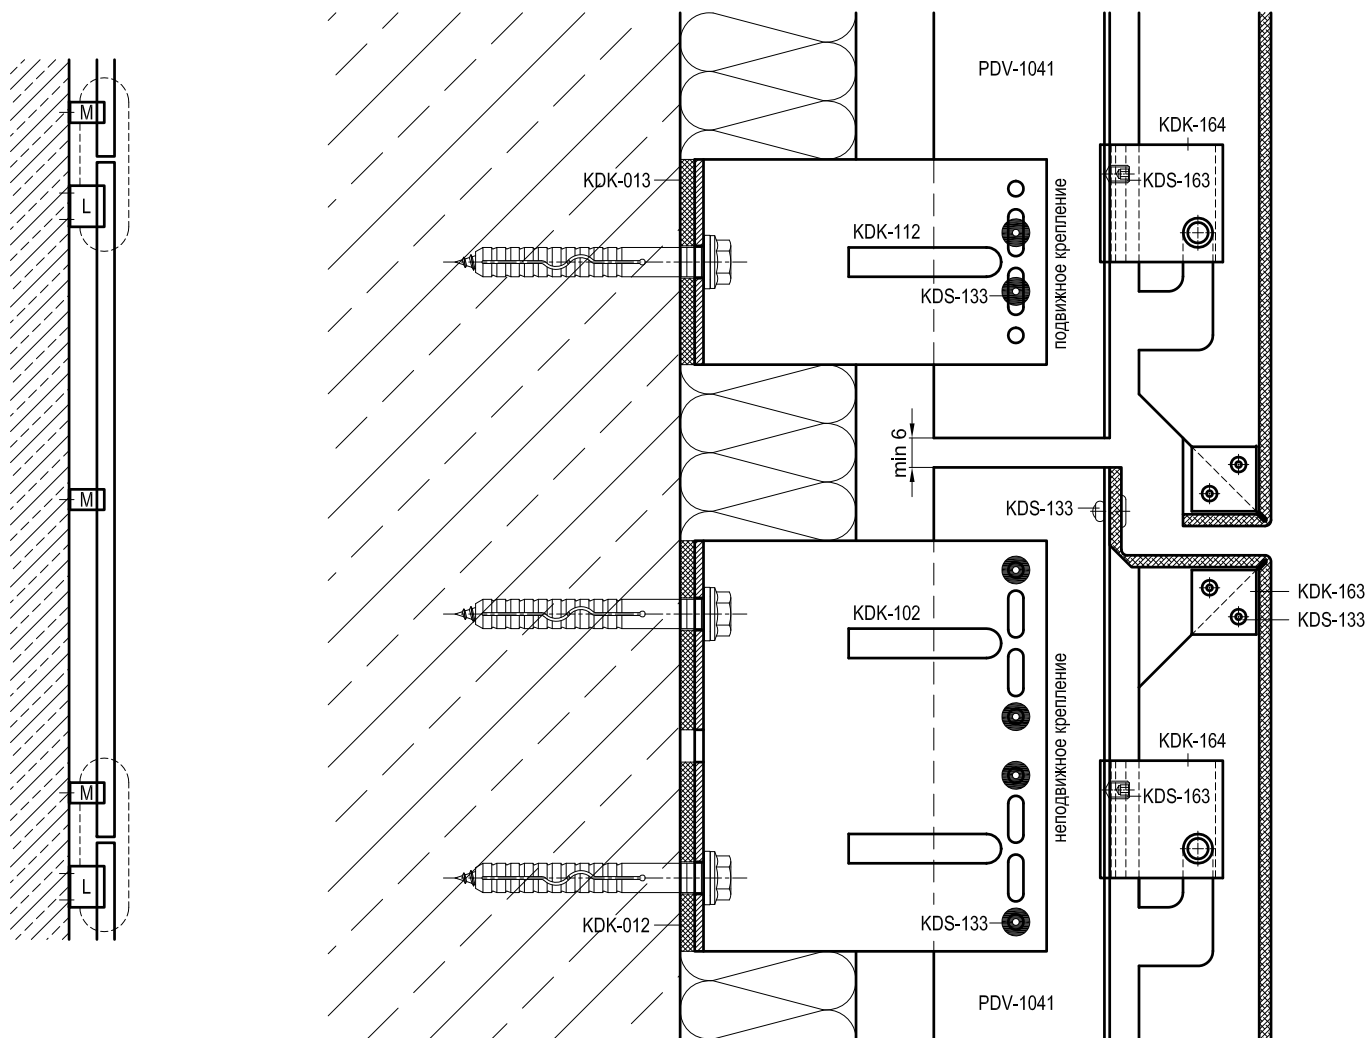 M
L
M
M
L
PDV-1041
KDK-164
KDK-013
KDS-163
KDK-112
KDS-133
подвижное крепление
min 6
KDS-133
KDK-163
KDK-102
KDS-133
неподвижное крепление
KDK-164
KDS-163
KDK-012
KDS-133
PDV-1041